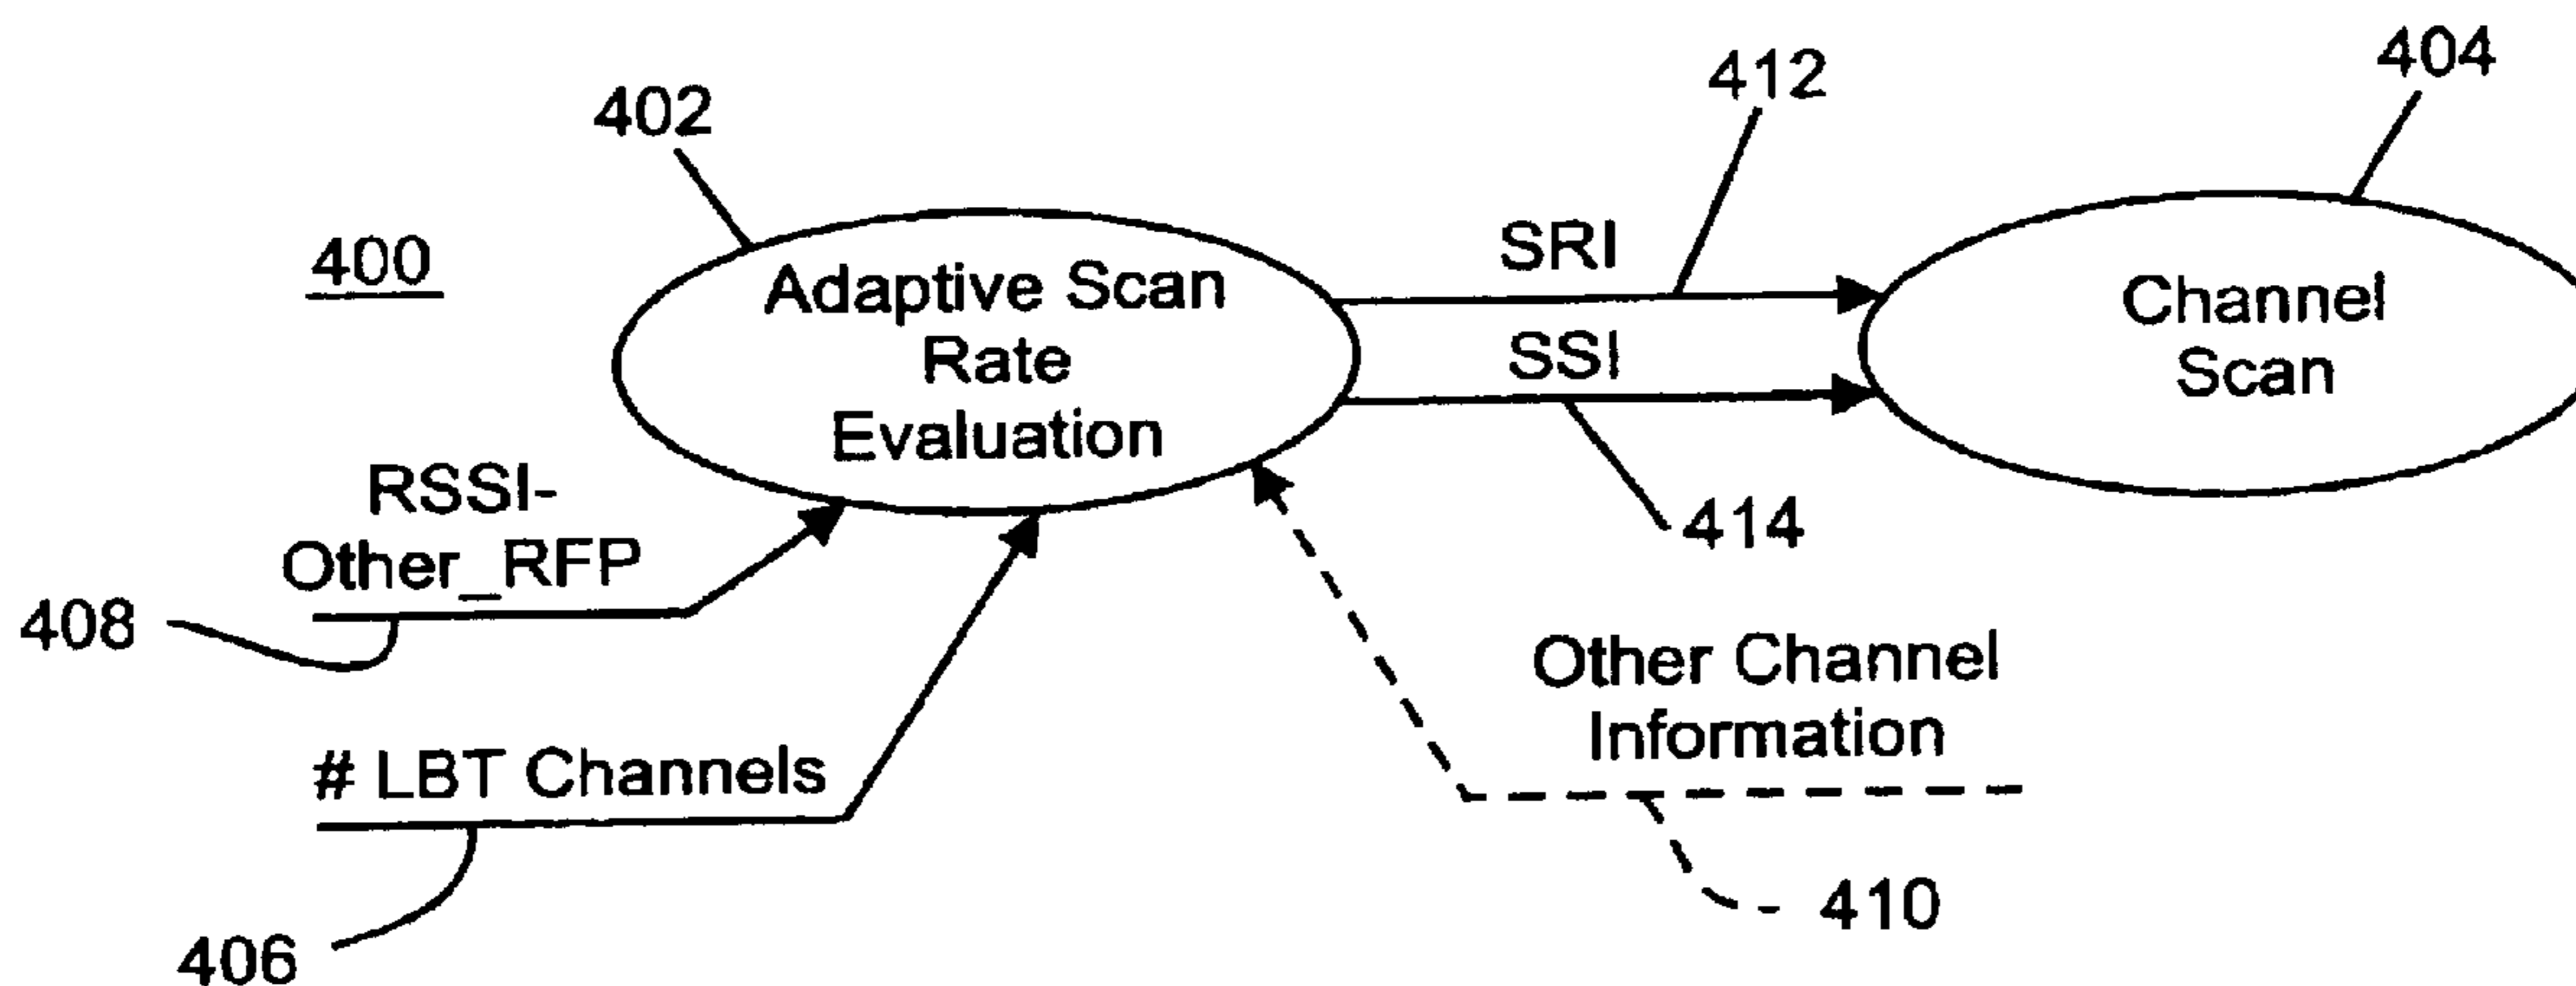 404
412
402
400
SRI
Adaptive Scan
Rate
Evaluation
Channel
Scan
SSI
RSSI-
Other_RFP
414
408
Other Channel
Information
# LBT Channels
410
406